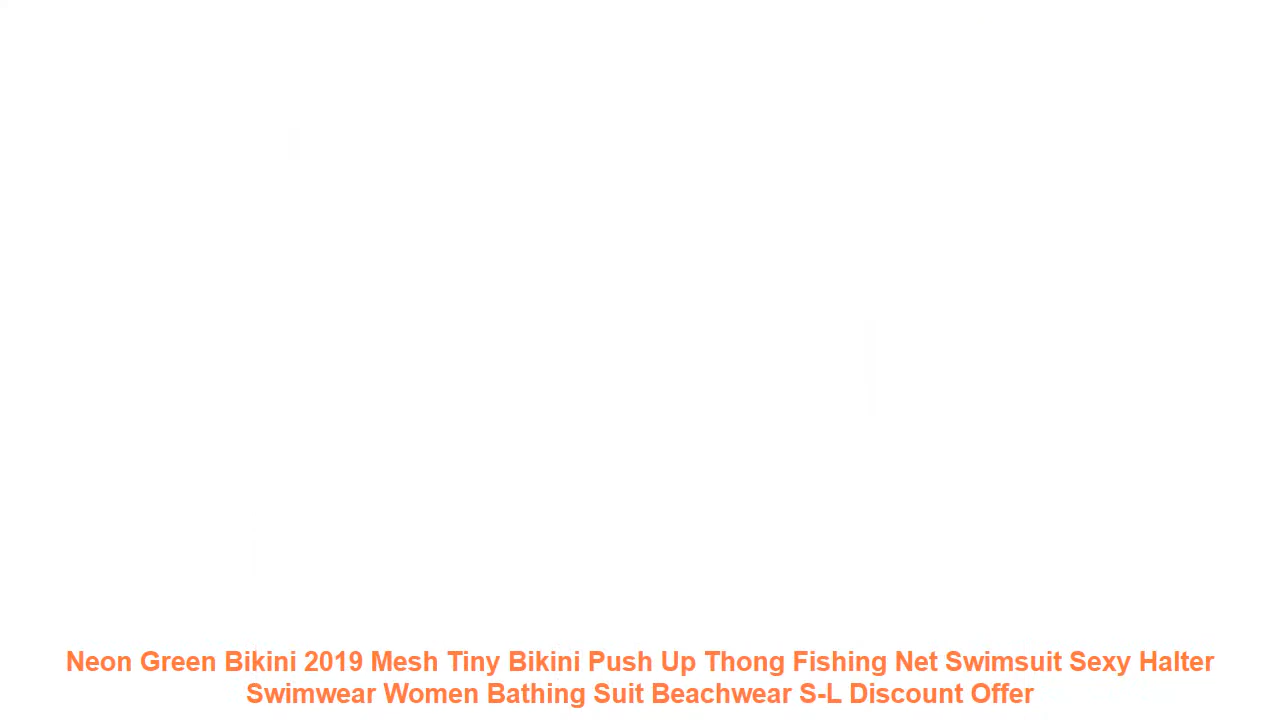 Neon Green Bikini 2019 Mesh Tiny Bikini Push Up Thong Fishing Net Swimsuit Sexy Halter
Swimwear Women Bathing Suit Beachwear S-L Discount Offer